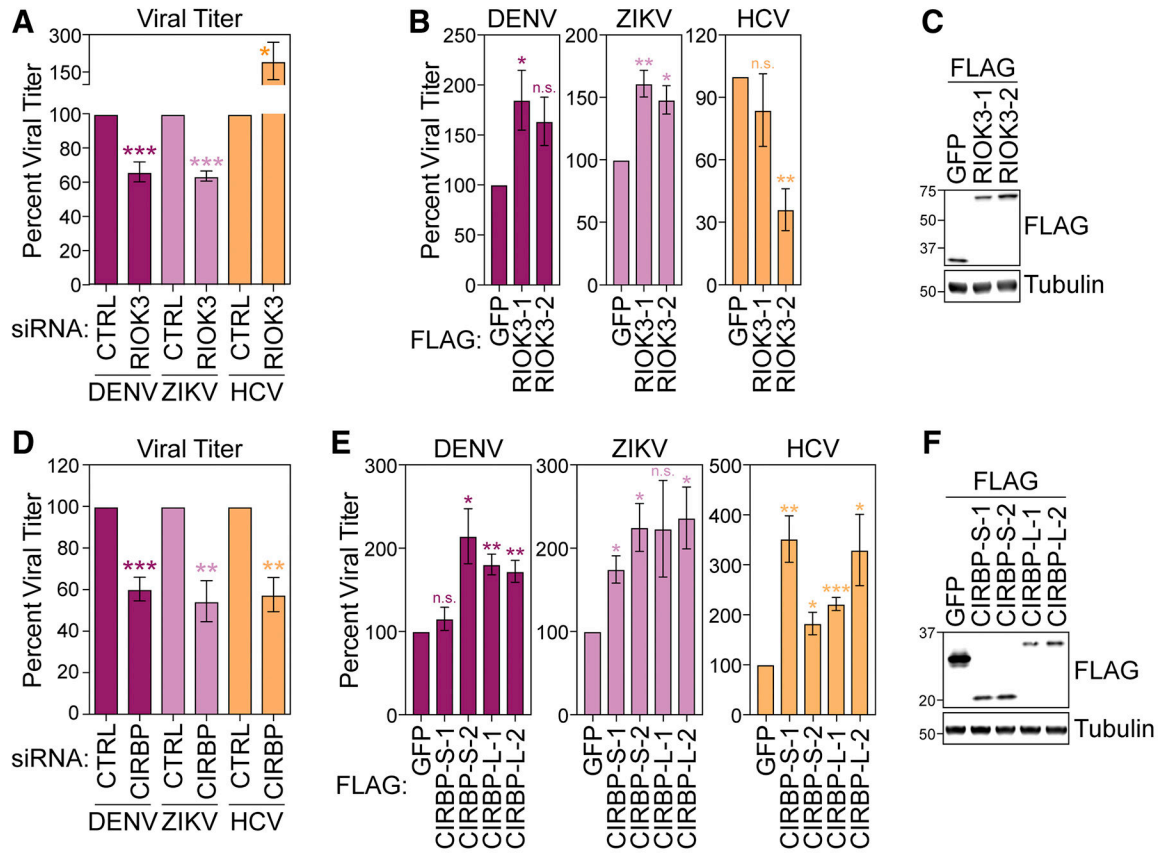 A
Viral Titer
Percent Viral Titer
300
150
100
80
60
40
20
0
***
***
*
siRNA:
CTRL
RIOK3
CTRL
RIOK3
CTRL
RIOK3
DENV ZIKV HCV
B
DENV ZIKV HCV
Percent Viral Titer
250
200
150
100
50
0
* n.s.
200
150
100
50
0
** *
120
90
60
30
0
n.s. **
FLAG:
GFP
RIOK3-1
RIOK3-2
GFP
RIOK3-1
RIOK3-2
GFP
RIOK3-1
RIOK3-2
C
FLAG
GFP
RIOK3-1
RIOK3-2
75
50
37
FLAG
50
Tubulin
D
Viral Titer
Percent Viral Titer
120
100
80
60
40
20
0
***
**
**
siRNA:
CTRL
CIRBP
CTRL
CIRBP
CTRL
CIRBP
DENV ZIKV HCV
E
DENV ZIKV HCV
Percent Viral Titer
300
200
100
0
n.s. * ** **
300
200
100
0
* * n.s. *
500
400
300
200
100
0
** * *** *
FLAG:
GFP
CIRBP-S-1
CIRBP-S-2
CIRBP-L-1
CIRBP-L-2
GFP
CIRBP-S-1
CIRBP-S-2
CIRBP-L-1
CIRBP-L-2
GFP
CIRBP-S-1
CIRBP-S-2
CIRBP-L-1
CIRBP-L-2
F
FLAG
GFP
CIRBP-S-1
CIRBP-S-2
CIRBP-L-1
CIRBP-L-2
37
FLAG
20
50
Tubulin